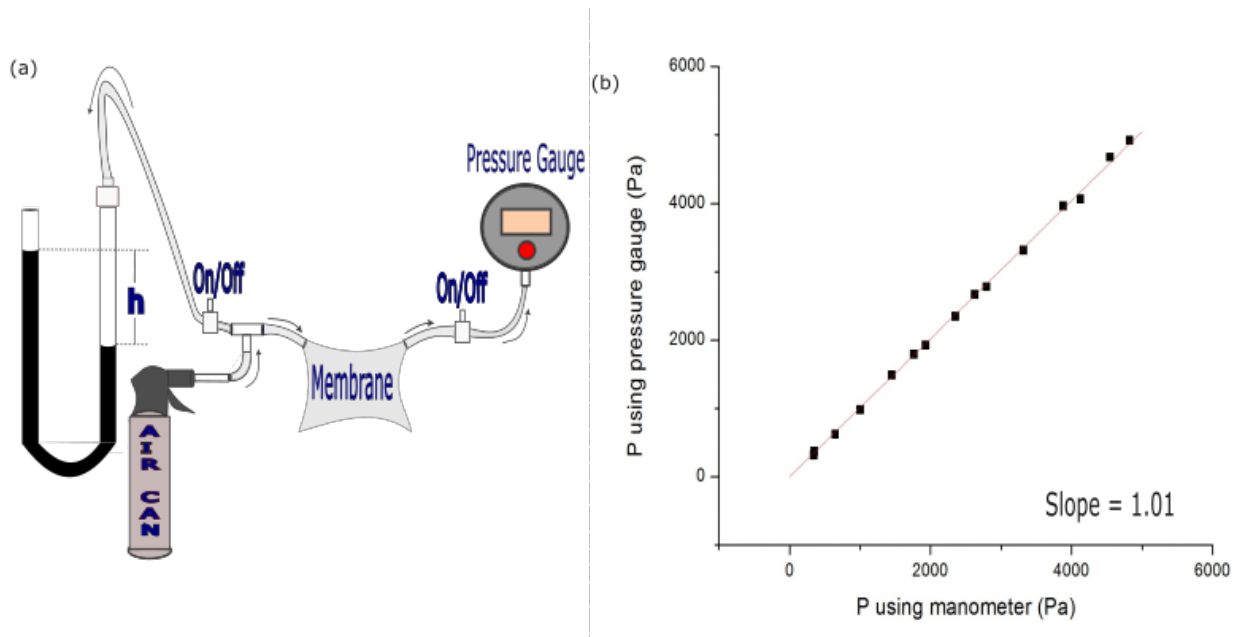 (a)
Pressure Gauge
On/Off
On/Off
h
Membrane
AIR CAN
(b)
6000
4000
2000
0
P using pressure gauge (Pa)
Slope = 1.01
0 2000 4000 6000
P using manometer (Pa)